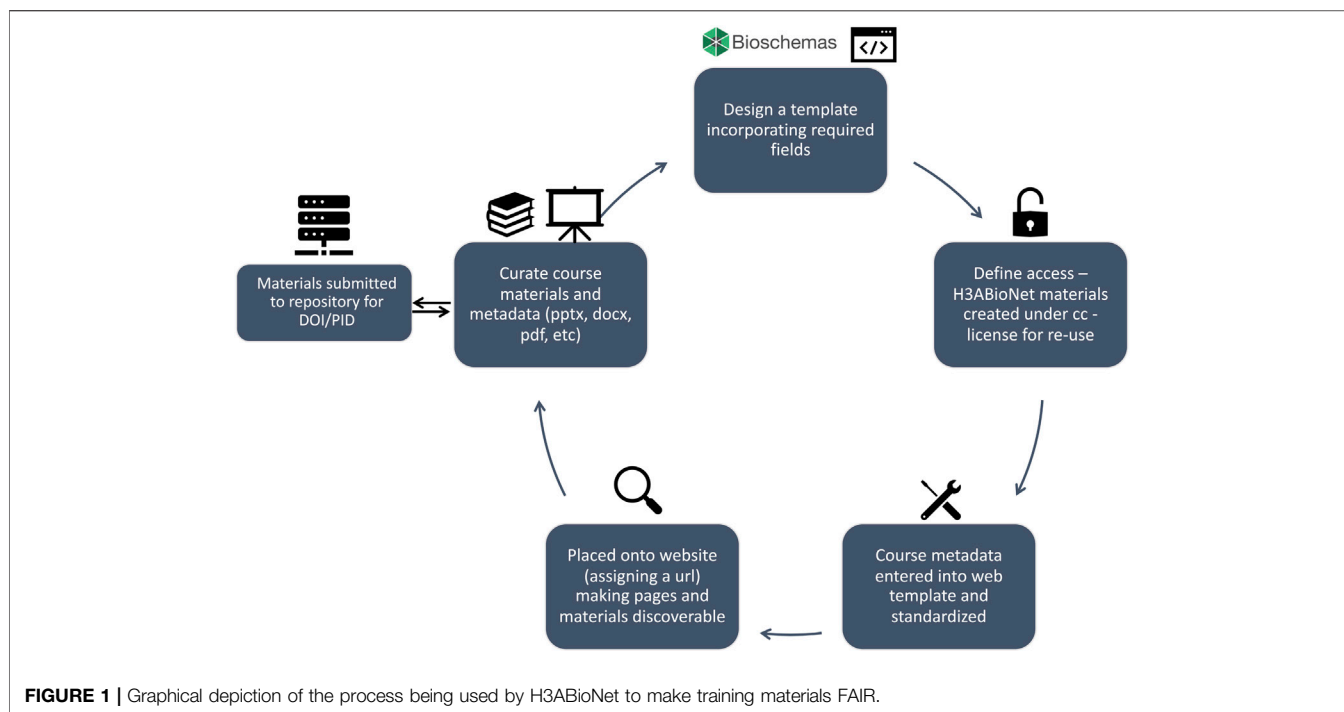 Bioschemas
</>
Design a template
incorporating required
fields
Define access –
H3ABioNet materials
created under cc -
license for re-use
Course metadata
entered into web
template and
standardized
Placed onto website
(assigning a url)
making pages and
materials discoverable
Curate course
materials and
metadata (pptx, docx,
pdf, etc)
Materials submitted
to repository for
DOI/PID
FIGURE 1 | Graphical depiction of the process being used by H3ABioNet to make training materials FAIR.